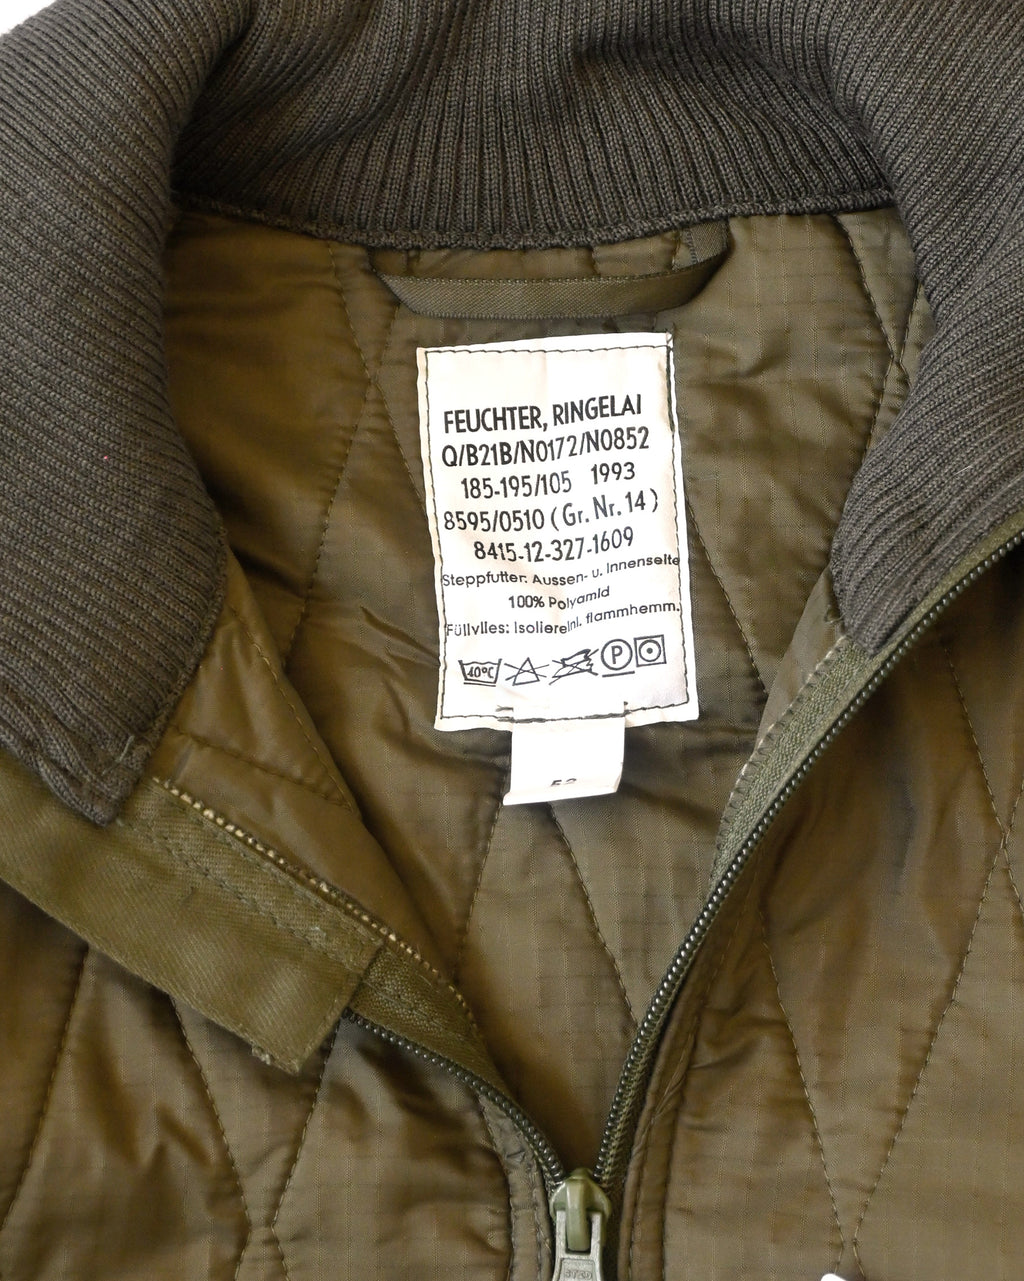 FEUCHTER, RINGELAI
Q/B21B/N0172/N0852
185-195/105 1993
8595/0510 ( Gr. Nr. 14 )
8415-12-327-1609
Steppfutter: Aussen- u. Innenseite
100% Polyamid
Füllvlies: Isoliereinl. flammhemm.
40°C P